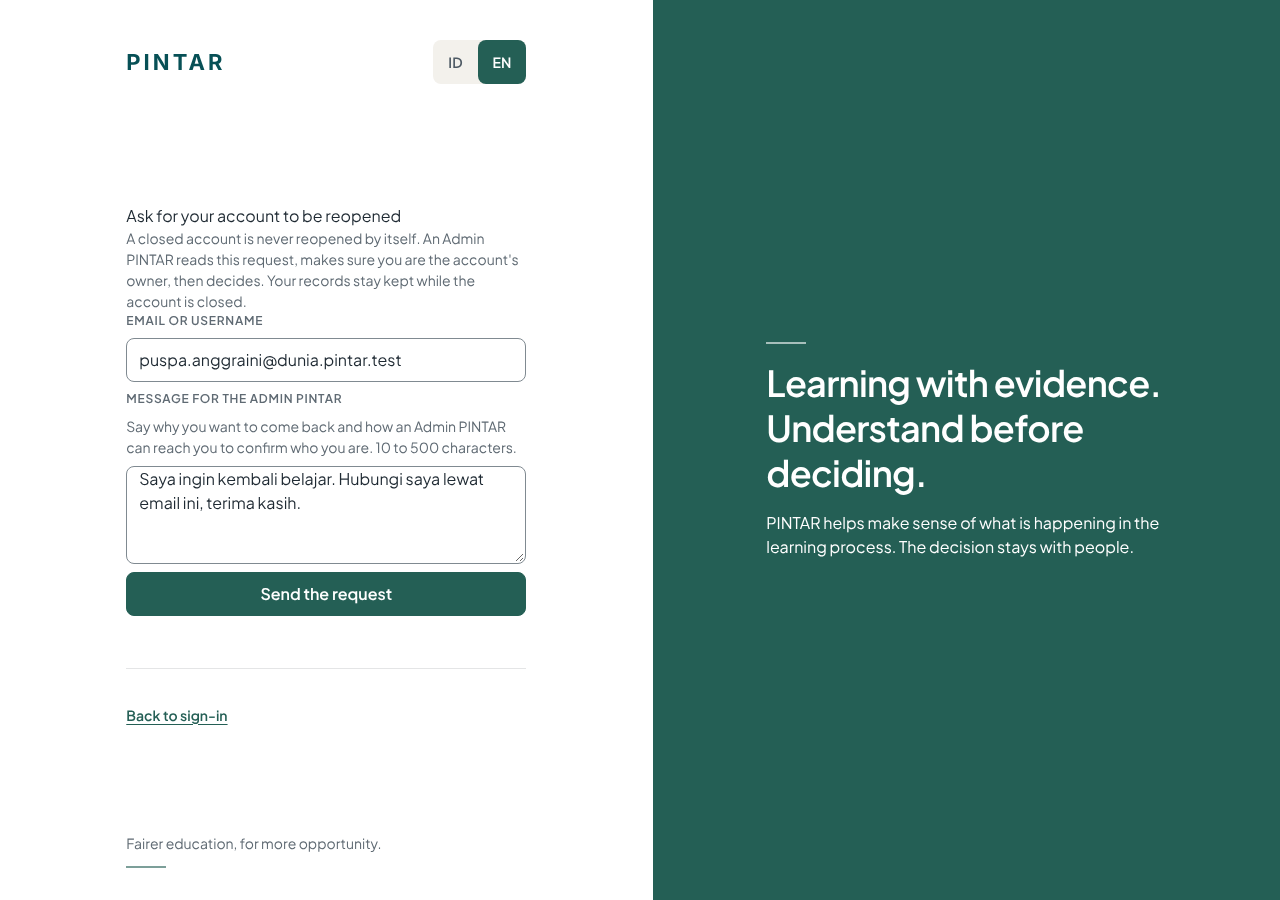 PINTAR
ID
EN
Ask for your account to be reopened
A closed account is never reopened by itself. An Admin
PINTAR reads this request, makes sure you are the account's
owner, then decides. Your records stay kept while the
account is closed.
EMAIL OR USERNAME
puspa.anggraini@dunia.pintar.test
MESSAGE FOR THE ADMIN PINTAR
Say why you want to come back and how an Admin PINTAR
can reach you to confirm who you are. 10 to 500 characters.
Saya ingin kembali belajar. Hubungi saya lewat
email ini, terima kasih.
Send the request
Back to sign-in
Fairer education, for more opportunity.
Learning with evidence.
Understand before
deciding.
PINTAR helps make sense of what is happening in the
learning process. The decision stays with people.